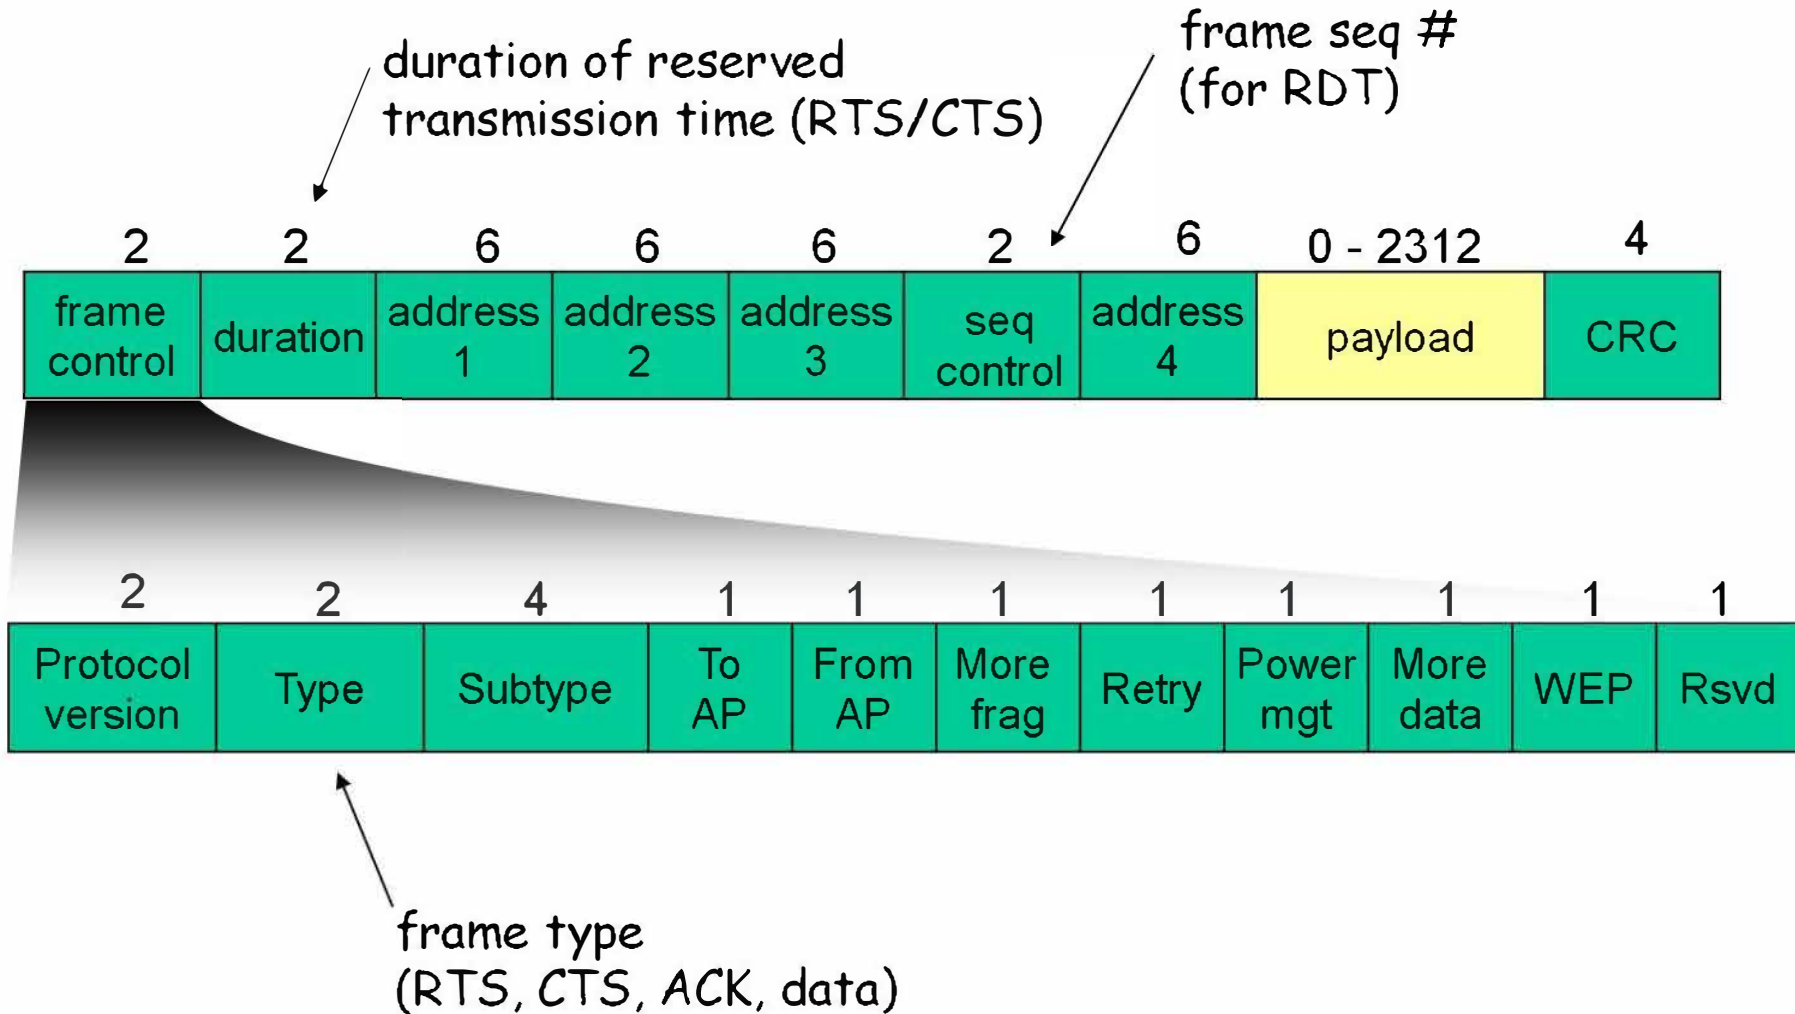 frame seq #
(for RDT)
duration of reserved
transmission time (RTS/CTS)
2 2 6 6 6 2 6 0 - 2312 4
frame control
duration
address 1
address 2
address 3
seq control
address 4
payload
CRC
2 2 4 1 1 1 1 1 1 1 1
Protocol version
Type
Subtype
To AP
From AP
More frag
Retry
Power mgt
More data
WEP
Rsvd
frame type
(RTS, CTS, ACK, data)